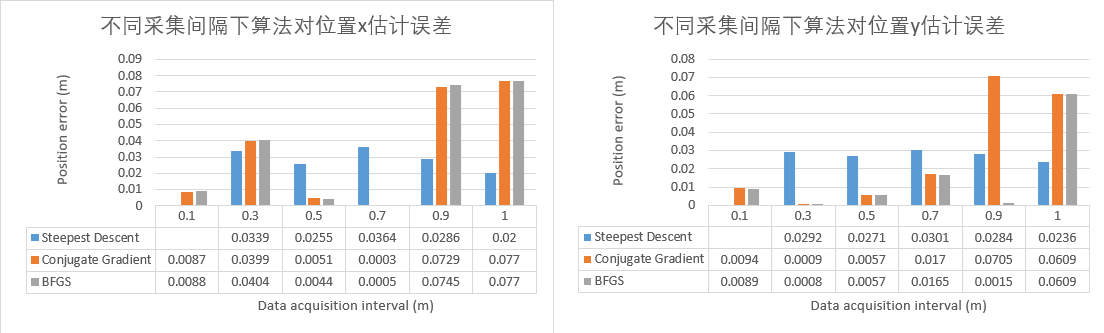 不同采集间隔下算法对位置x估计误差
Position error (m)
0.09
0.08
0.07
0.06
0.05
0.04
0.03
0.02
0.01
0
0.1 0.3 0.5 0.7 0.9 1
Steepest Descent 0.0339 0.0255 0.0364 0.0286 0.02
Conjugate Gradient 0.0087 0.0399 0.0051 0.0003 0.0729 0.077
BFGS 0.0088 0.0404 0.0044 0.0005 0.0745 0.077
Data acquisition interval (m)
不同采集间隔下算法对位置y估计误差
Position error (m)
0.08
0.07
0.06
0.05
0.04
0.03
0.02
0.01
0
0.1 0.3 0.5 0.7 0.9 1
Steepest Descent 0.0292 0.0271 0.0301 0.0284 0.0236
Conjugate Gradient 0.0094 0.0009 0.0057 0.017 0.0705 0.0609
BFGS 0.0089 0.0008 0.0057 0.0165 0.0015 0.0609
Data acquisition interval (m)